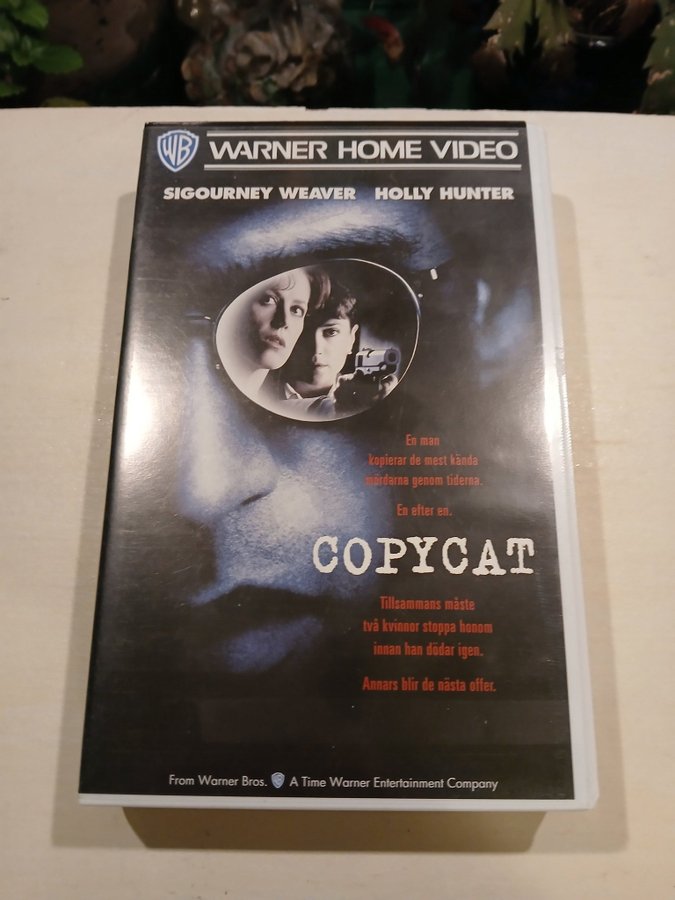 WB WARNER HOME VIDEO
SIGOURNEY WEAVER HOLLY HUNTER
En man
kopierar de mest kända
mördarna genom tiderna.
En efter en.
COPYCAT
Tillsammans måste
två kvinnor stoppa honom
innan han dödar igen.
Annars blir de nästa offer.
From Warner Bros. WB A Time Warner Entertainment Company